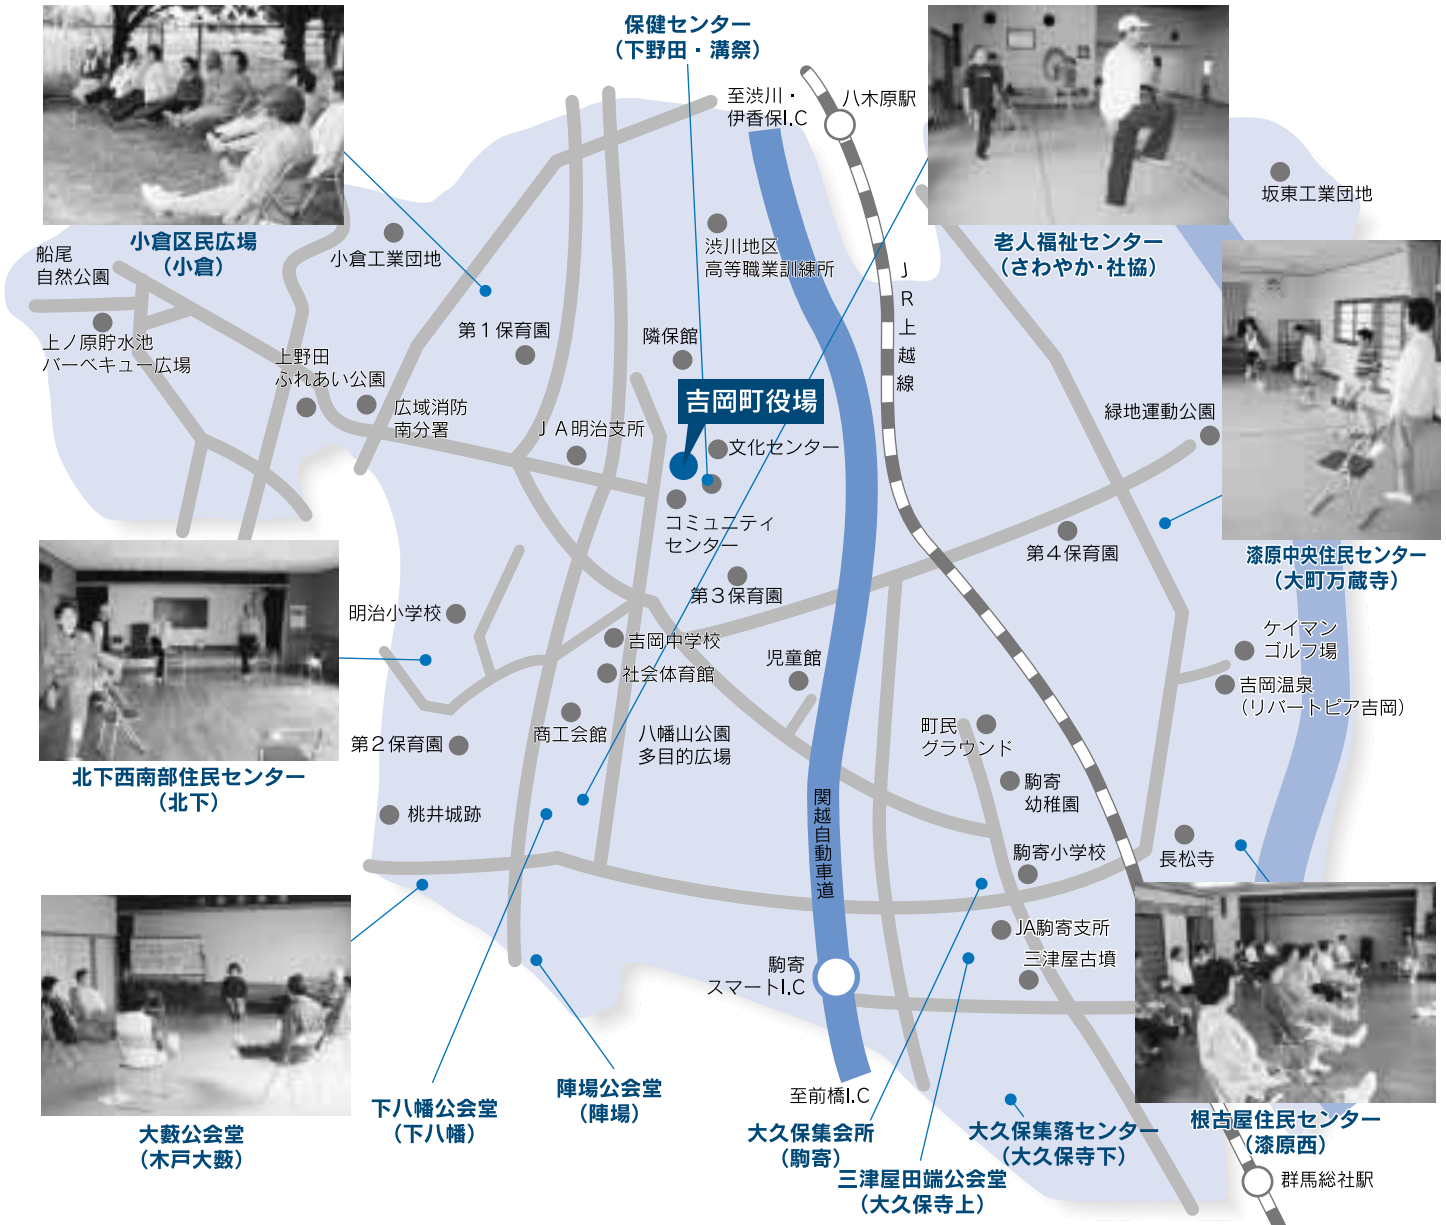 保健センター
（下野田・溝祭）
至渋川・
伊香保I.C
八木原駅
坂東工業団地
小倉区民広場
（小倉）
小倉工業団地
渋川地区
高等職業訓練所
老人福祉センター
（さわやか・社協）
船尾
自然公園
上ノ原貯水池
バーベキュー広場
第１保育園
隣保館
ＪＲ上越線
上野田
ふれあい公園
広域消防
南分署
吉岡町役場
ＪＡ明治支所
文化センター
緑地運動公園
コミュニティ
センター
第４保育園
漆原中央住民センター
（大町万蔵寺）
第３保育園
明治小学校
吉岡中学校
社会体育館
児童館
ケイマン
ゴルフ場
吉岡温泉
（リバートピア吉岡）
商工会館
八幡山公園
多目的広場
町民
グラウンド
第２保育園
北下西南部住民センター
（北下）
桃井城跡
関越自動車道
駒寄
幼稚園
駒寄小学校
長松寺
JA駒寄支所
三津屋古墳
駒寄
スマートI.C
至前橋I.C
大藪公会堂
（木戸大藪）
下八幡公会堂
（下八幡）
陣場公会堂
（陣場）
大久保集会所
（駒寄）
三津屋田端公会堂
（大久保寺上）
大久保集落センター
（大久保寺下）
根古屋住民センター
（漆原西）
群馬総社駅